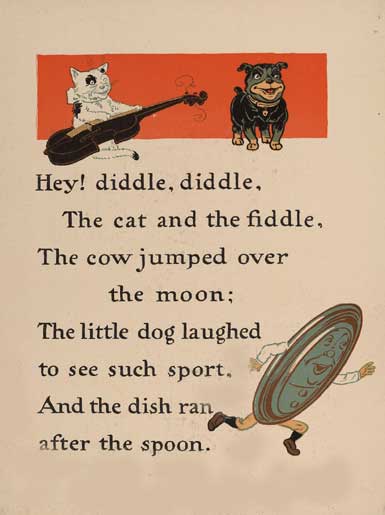 Hey! diddle, diddle,
The cat and the fiddle,
The cow jumped over
the moon;
The little dog laughed
to see such sport,
And the dish ran
after the spoon.